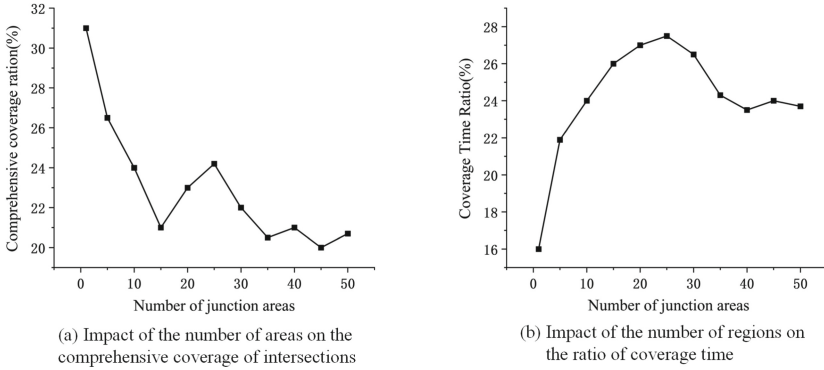 32
30
28
26
24
22
20
Comprehensive coverage ration(%)
0 10 20 30 40 50
Number of junction areas
(a) Impact of the number of areas on the
comprehensive coverage of intersections
28
26
24
22
20
18
16
Coverage Time Ratio(%)
0 10 20 30 40 50
Number of junction areas
(b) Impact of the number of regions on
the ratio of coverage time